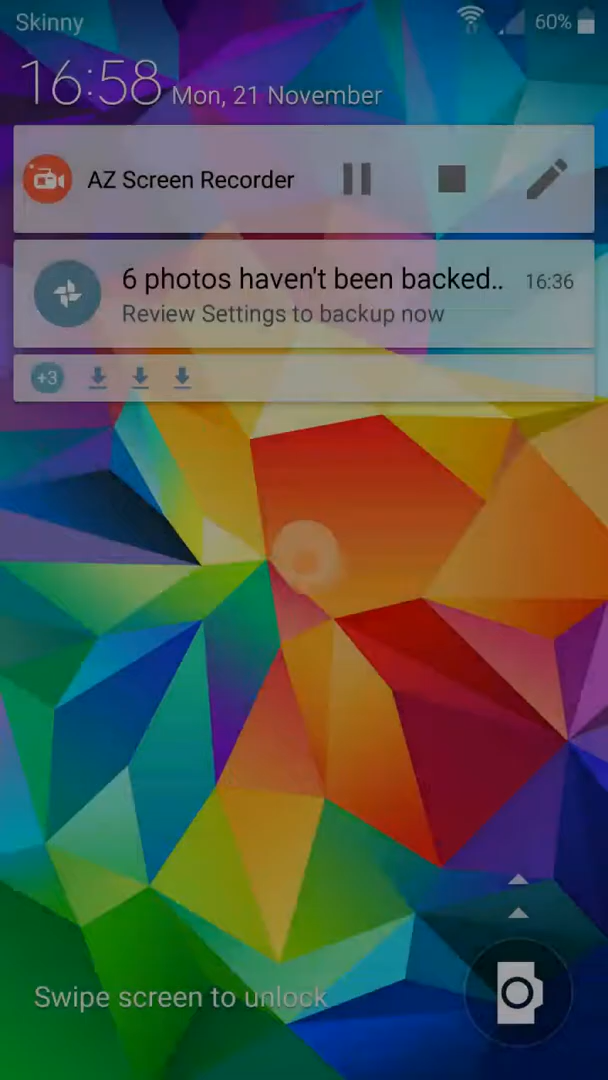 Skinny 60%
16:58 Mon, 21 November
AZ Screen Recorder
6 photos haven't been backed.. 16:36
Review Settings to backup now
+3
Swipe screen to unlock